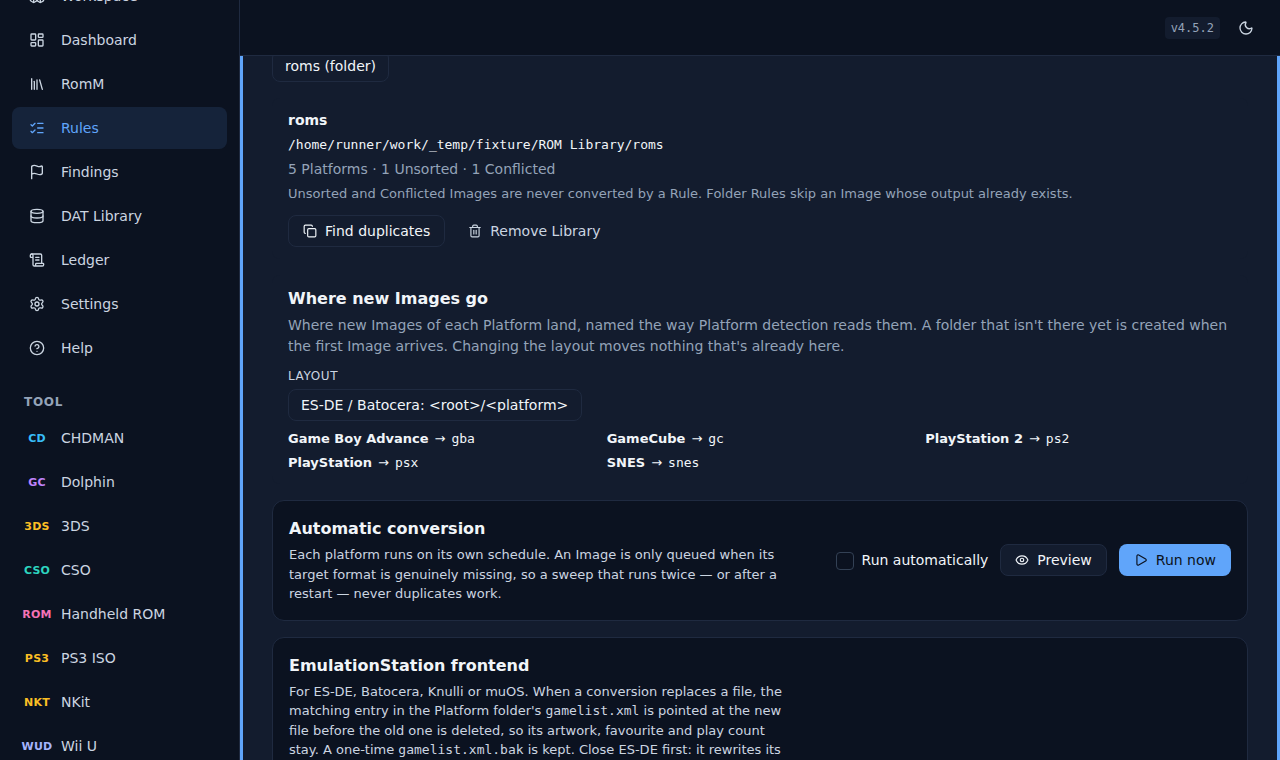 Workspace
Dashboard
RomM
Rules
Findings
DAT Library
Ledger
Settings
Help
TOOL
CD CHDMAN
GC Dolphin
3DS 3DS
CSO CSO
ROM Handheld ROM
PS3 PS3 ISO
NKT NKit
WUD Wii U
v4.5.2
roms (folder)
roms
/home/runner/work/_temp/fixture/ROM Library/roms
5 Platforms · 1 Unsorted · 1 Conflicted
Unsorted and Conflicted Images are never converted by a Rule. Folder Rules skip an Image whose output already exists.
Find duplicates Remove Library
Where new Images go
Where new Images of each Platform land, named the way Platform detection reads them. A folder that isn't there yet is created when
the first Image arrives. Changing the layout moves nothing that's already here.
LAYOUT
ES-DE / Batocera: <root>/<platform>
Game Boy Advance → gba GameCube → gc PlayStation 2 → ps2
PlayStation → psx SNES → snes
Automatic conversion
Each platform runs on its own schedule. An Image is only queued when its
target format is genuinely missing, so a sweep that runs twice — or after a
restart — never duplicates work.
Run automatically Preview Run now
EmulationStation frontend
For ES-DE, Batocera, Knulli or muOS. When a conversion replaces a file, the
matching entry in the Platform folder's gamelist.xml is pointed at the new
file before the old one is deleted, so its artwork, favourite and play count
stay. A one-time gamelist.xml.bak is kept. Close ES-DE first: it rewrites its